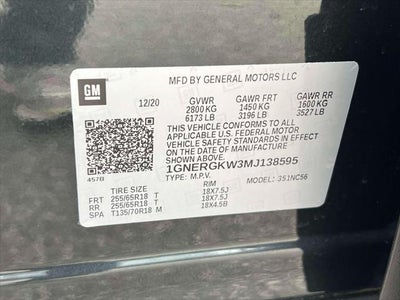 GM
MFD BY GENERAL MOTORS LLC
12/20 GVWR GAWR FRT GAWR RR
2800 KG 1450 KG 1600 KG
6173 LB 3196 LB 3527 LB
THIS VEHICLE CONFORMS TO ALL APPLICABLE
U.S. FEDERAL MOTOR VEHICLE
SAFETY STANDARDS IN EFFECT ON THE DATE OF
MANUFACTURE SHOWN ABOVE.
1GNERGKW3MJ138595
457B TYPE: M.P.V. MODEL: 351NC56
TIRE SIZE RIM
FRT 255/65R18 T 18X7.5J
RR 255/65R18 T 18X7.5J
SPA T135/70R18 M 18X4.5B